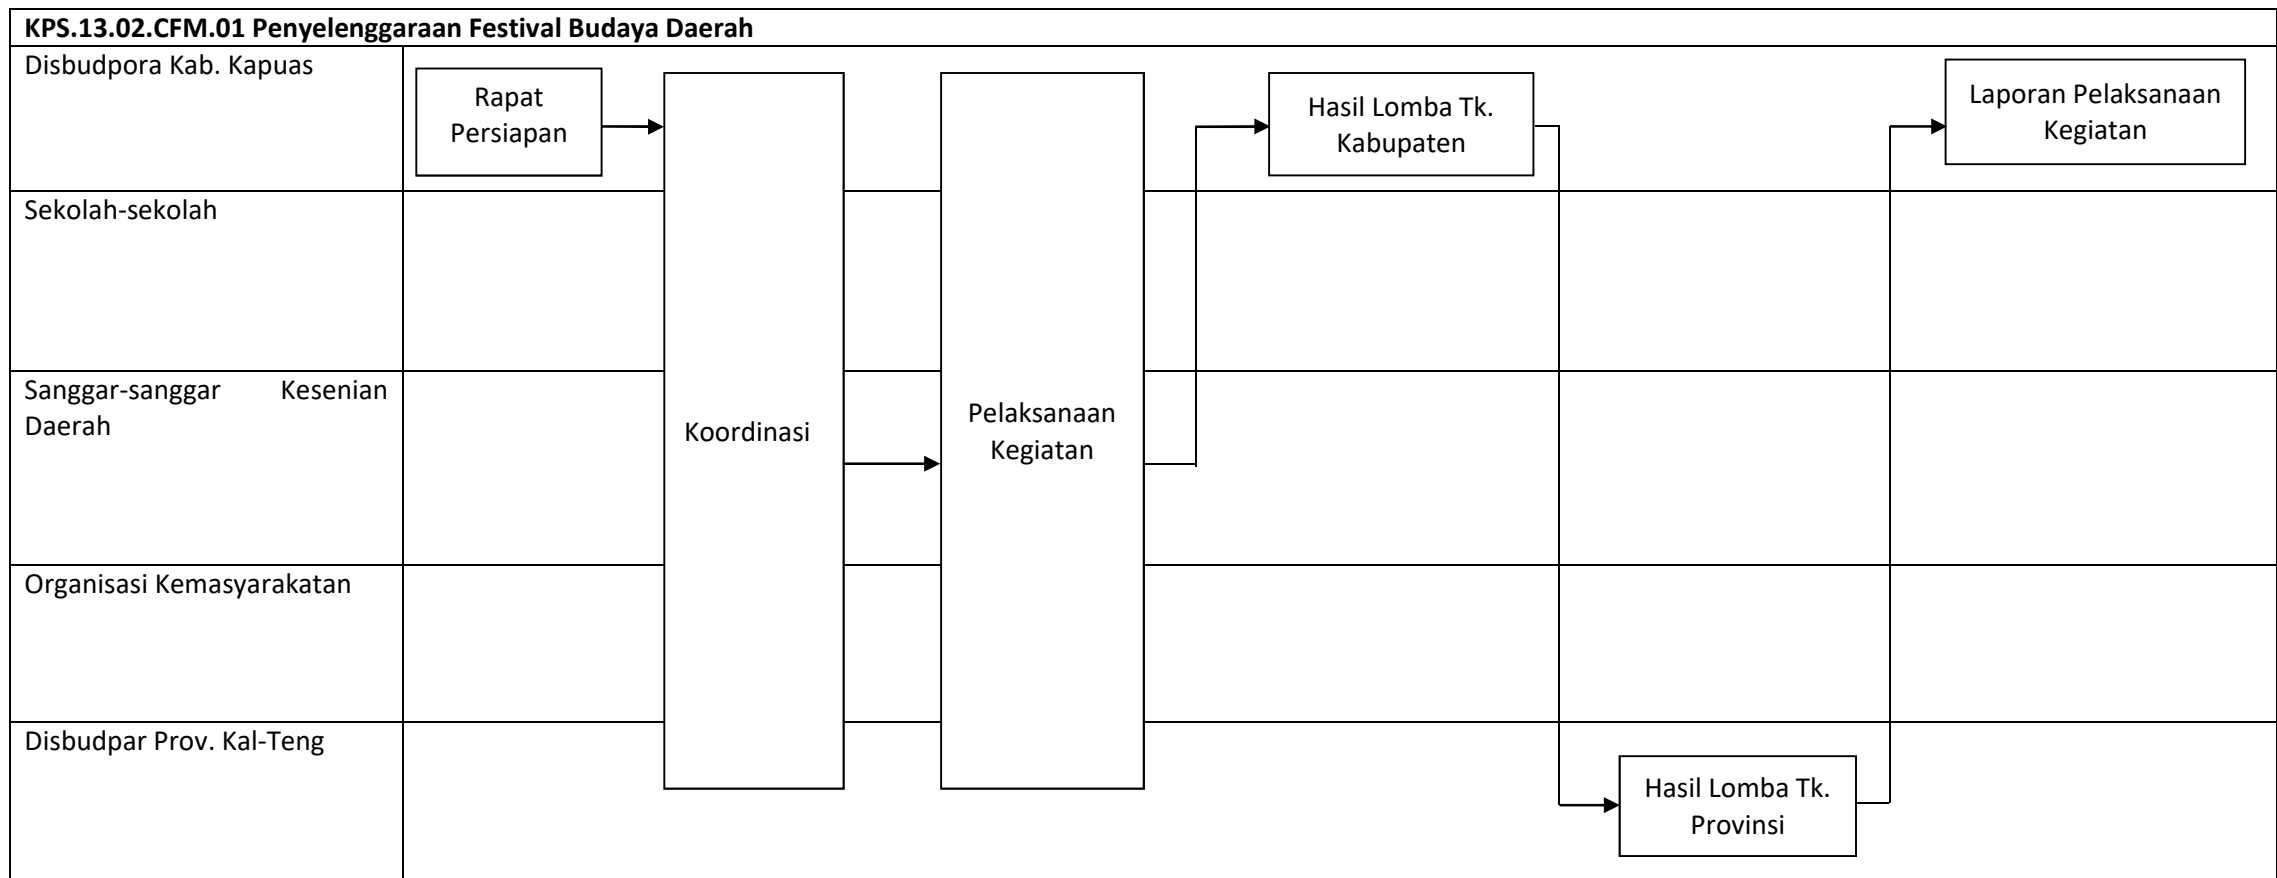 KPS.13.02.CFM.01 Penyelenggaraan Festival Budaya Daerah
Disbudpora Kab. Kapuas
Rapat
Persiapan
Hasil Lomba Tk.
Kabupaten
Laporan Pelaksanaan
Kegiatan
Sekolah-sekolah
Sanggar-sanggar Kesenian
Daerah
Koordinasi
Pelaksanaan
Kegiatan
Organisasi Kemasyarakatan
Disbudpar Prov. Kal-Teng
Hasil Lomba Tk.
Provinsi